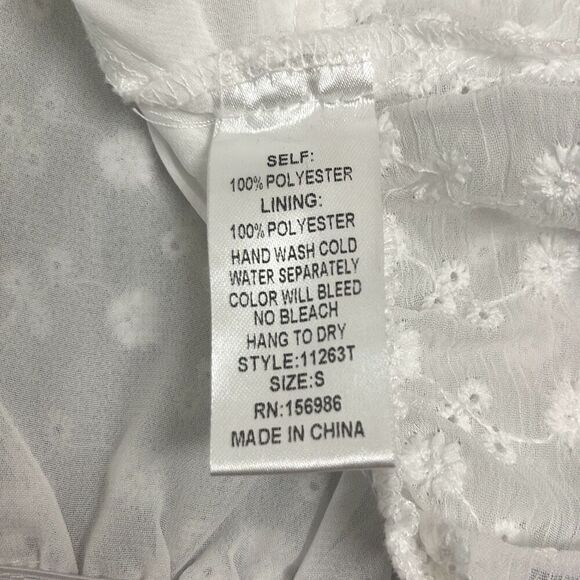 SELF:
100% POLYESTER
LINING:
100% POLYESTER
HAND WASH COLD
WATER SEPARATELY
COLOR WILL BLEED
NO BLEACH
HANG TO DRY
STYLE:11263T
SIZE:S
RN:156986
MADE IN CHINA